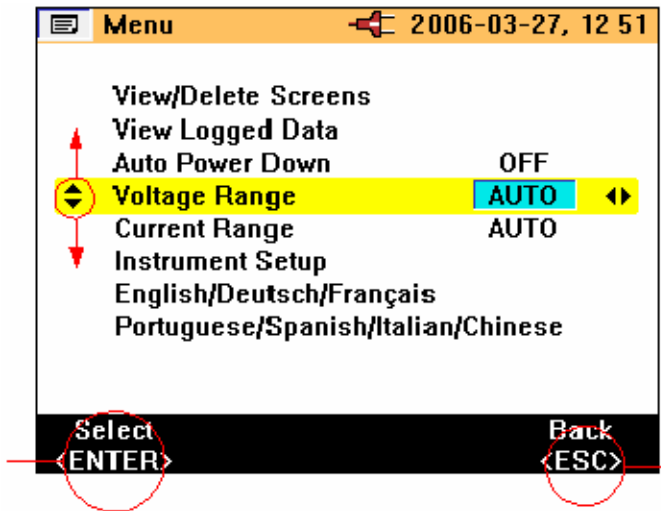 Menu 2006-03-27, 12 51
View/Delete Screens
View Logged Data
Auto Power Down OFF
Voltage Range AUTO
Current Range AUTO
Instrument Setup
English/Deutsch/Français
Portuguese/Spanish/Italian/Chinese
Select Back
<ENTER> <ESC>